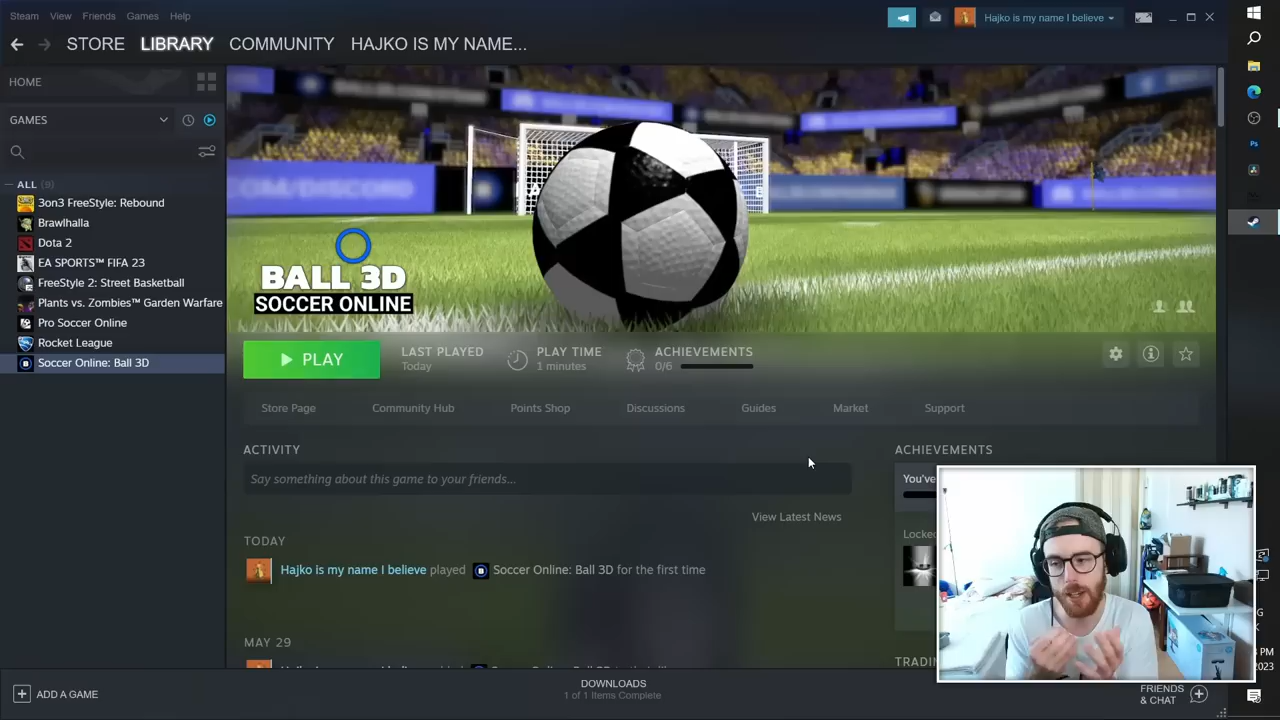 Steam View Friends Games Help
Hajko is my name I believe
STORE LIBRARY COMMUNITY HAJKO IS MY NAME...
HOME
GAMES
ALL
3on3 FreeStyle: Rebound
Brawlhalla
Dota 2
EA SPORTS™ FIFA 23
FreeStyle 2: Street Basketball
Plants vs. Zombies™ Garden Warfare
Pro Soccer Online
Rocket League
Soccer Online: Ball 3D
BALL 3D
SOCCER ONLINE
PLAY
LAST PLAYED
Today
PLAY TIME
1 minutes
ACHIEVEMENTS
0/6
Store Page Community Hub Points Shop Discussions Guides Market Support
ACTIVITY
Say something about this game to your friends...
View Latest News
TODAY
Hajko is my name I believe played Soccer Online: Ball 3D for the first time
MAY 29
ACHIEVEMENTS
You've
Locked
ADD A GAME
DOWNLOADS
1 of 1 Items Complete
FRIENDS
& CHAT
Ps
2023